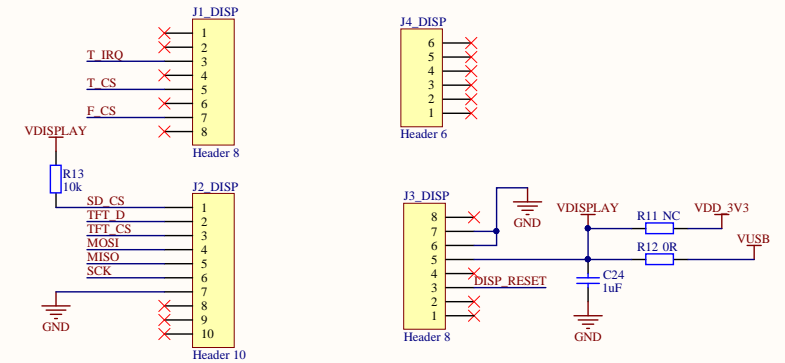 J1_DISP
1
2
T_IRQ 3
4
T_CS 5
6
F_CS 7
8
Header 8
J4_DISP
6
5
4
3
2
1
Header 6
VDISPLAY
R13
10k
J2_DISP
SD_CS 1
TFT_D 2
TFT_CS 3
MOSI 4
MISO 5
SCK 6
7
8
9
10
GND
Header 10
J3_DISP
8
7
6
5
4
DISP_RESET 3
2
1
Header 8
GND
VDISPLAY
R11 NC
VDD_3V3
R12 0R
VUSB
C24
1uF
GND